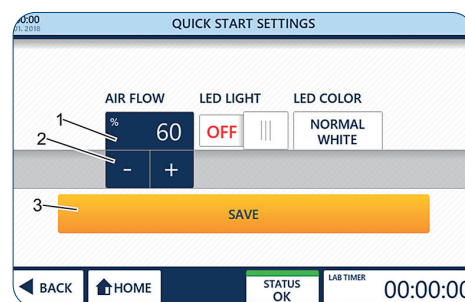 :00
01. 2018
QUICK START SETTINGS
AIR FLOW
LED LIGHT
LED COLOR
1
% 60
OFF
NORMAL
WHITE
2
- +
3
SAVE
BACK
HOME
STATUS
OK
LAB TIMER
00:00:00